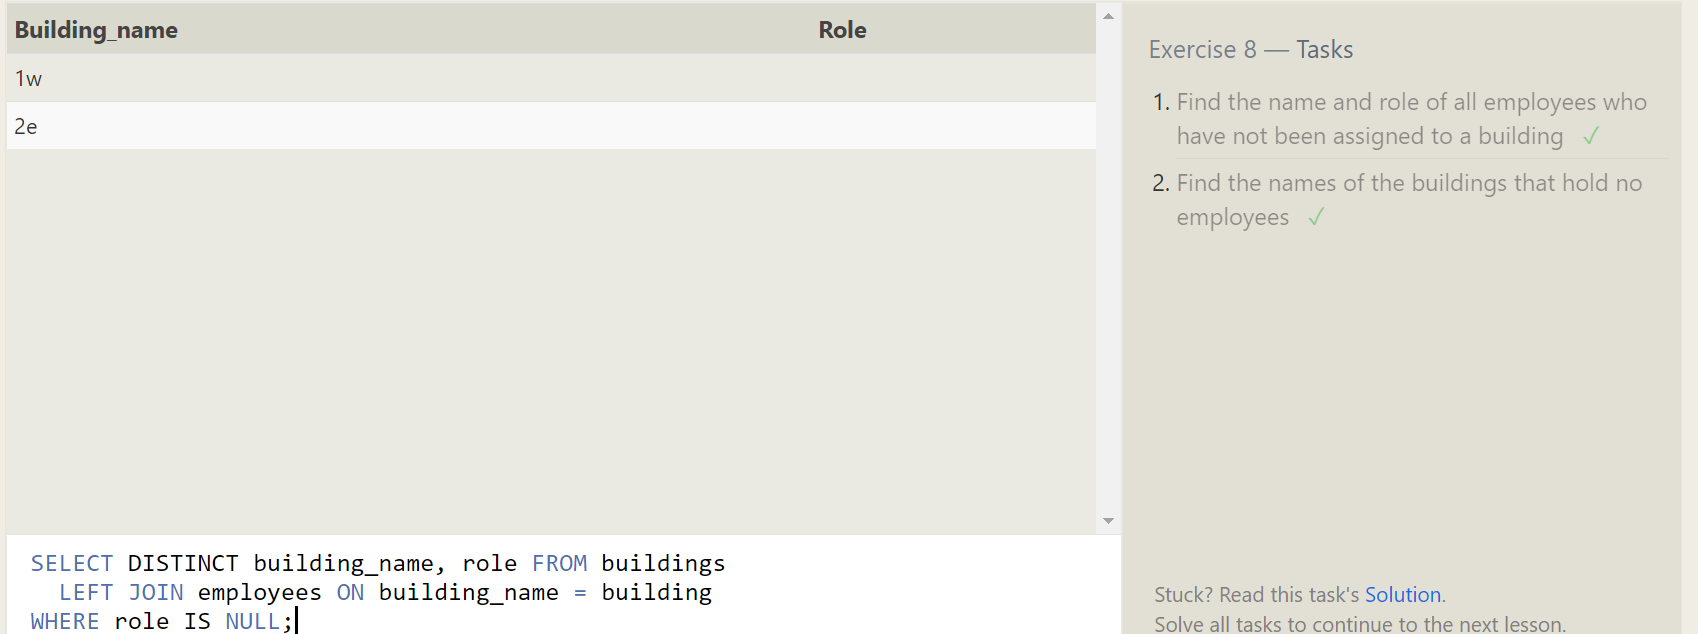 Building_name Role
1w
2e
SELECT DISTINCT building_name, role FROM buildings
LEFT JOIN employees ON building_name = building
WHERE role IS NULL;
Exercise 8 — Tasks
1. Find the name and role of all employees who
have not been assigned to a building ✓
2. Find the names of the buildings that hold no
employees ✓
Stuck? Read this task's Solution.
Solve all tasks to continue to the next lesson.